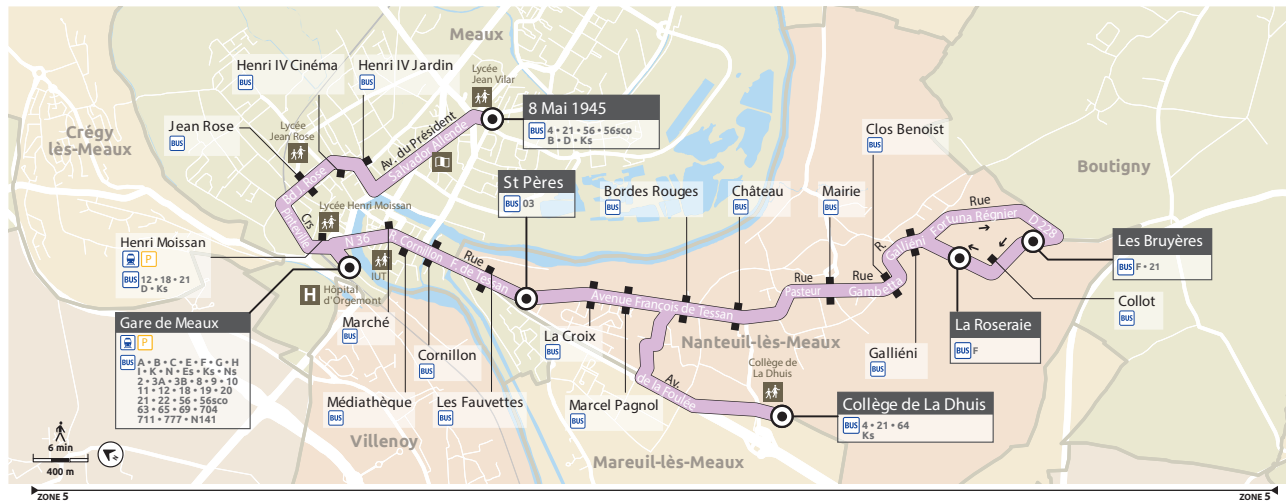 Meaux
Henri IV Cinéma
BUS
Henri IV Jardin
BUS
Lycée
Jean Vilar
8 Mai 1945
BUS 4 • 21 • 56 • 56sco
B • D • Ks
Crégy
lès-Meaux
Jean Rose
BUS
Lycée
Jean Rose
Av. du Président
Salvador Allende
Clos Benoist
BUS
Boutigny
St Pères
BUS 03
Bordes Rouges
BUS
Château
BUS
Mairie
BUS
Bd J. Rose
Crs
Pinteville
Lycée Henri Moissan
N 36
R. Cornillon
Rue
F. de Tessan
IUT
Rue
Fortuna Régnier
D 228
R.
Galliéni
Les Bruyères
BUS F • 21
Henri Moissan
P
BUS 12 • 18 • 21
D • Ks
H
Hôpital
d'Orgemont
Avenue François de Tessan
Rue
Pasteur
Rue
Gambetta
Collot
BUS
Gare de Meaux
P
BUS A • B • C • E • F • G • H
I • K • N • Es • Ks • Ns
2 • 3A • 3B • 8 • 9 • 10
11 • 12 • 18 • 19 • 20
21 • 22 • 56 • 56sco
63 • 65 • 69 • 704
711 • 777 • N141
Marché
BUS
La Croix
BUS
Nanteuil-lès-Meaux
La Roseraie
BUS F
Cornillon
BUS
Galliéni
BUS
Collège de
La Dhuis
Av.
de la Foulée
Médiathèque
BUS
Les Fauvettes
BUS
Marcel Pagnol
BUS
Collège de La Dhuis
BUS 4 • 21 • 64
Ks
Villenoy
Mareuil-lès-Meaux
6 min
400 m
N
ZONE 5
ZONE 5